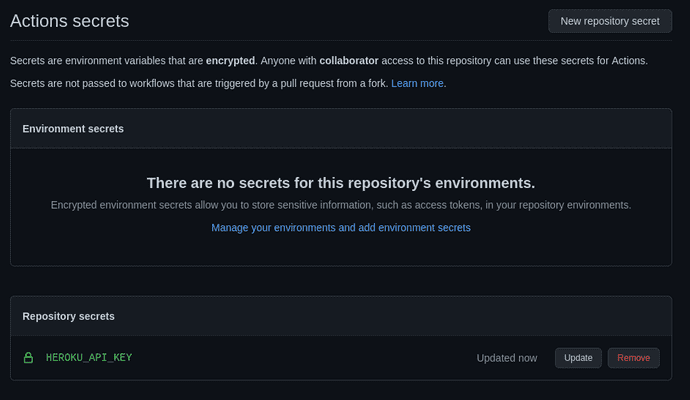 Actions secrets
New repository secret
Secrets are environment variables that are encrypted. Anyone with collaborator access to this repository can use these secrets for Actions.
Secrets are not passed to workflows that are triggered by a pull request from a fork. Learn more.
Environment secrets
There are no secrets for this repository's environments.
Encrypted environment secrets allow you to store sensitive information, such as access tokens, in your repository environments.
Manage your environments and add environment secrets
Repository secrets
HEROKU_API_KEY Updated now Update Remove